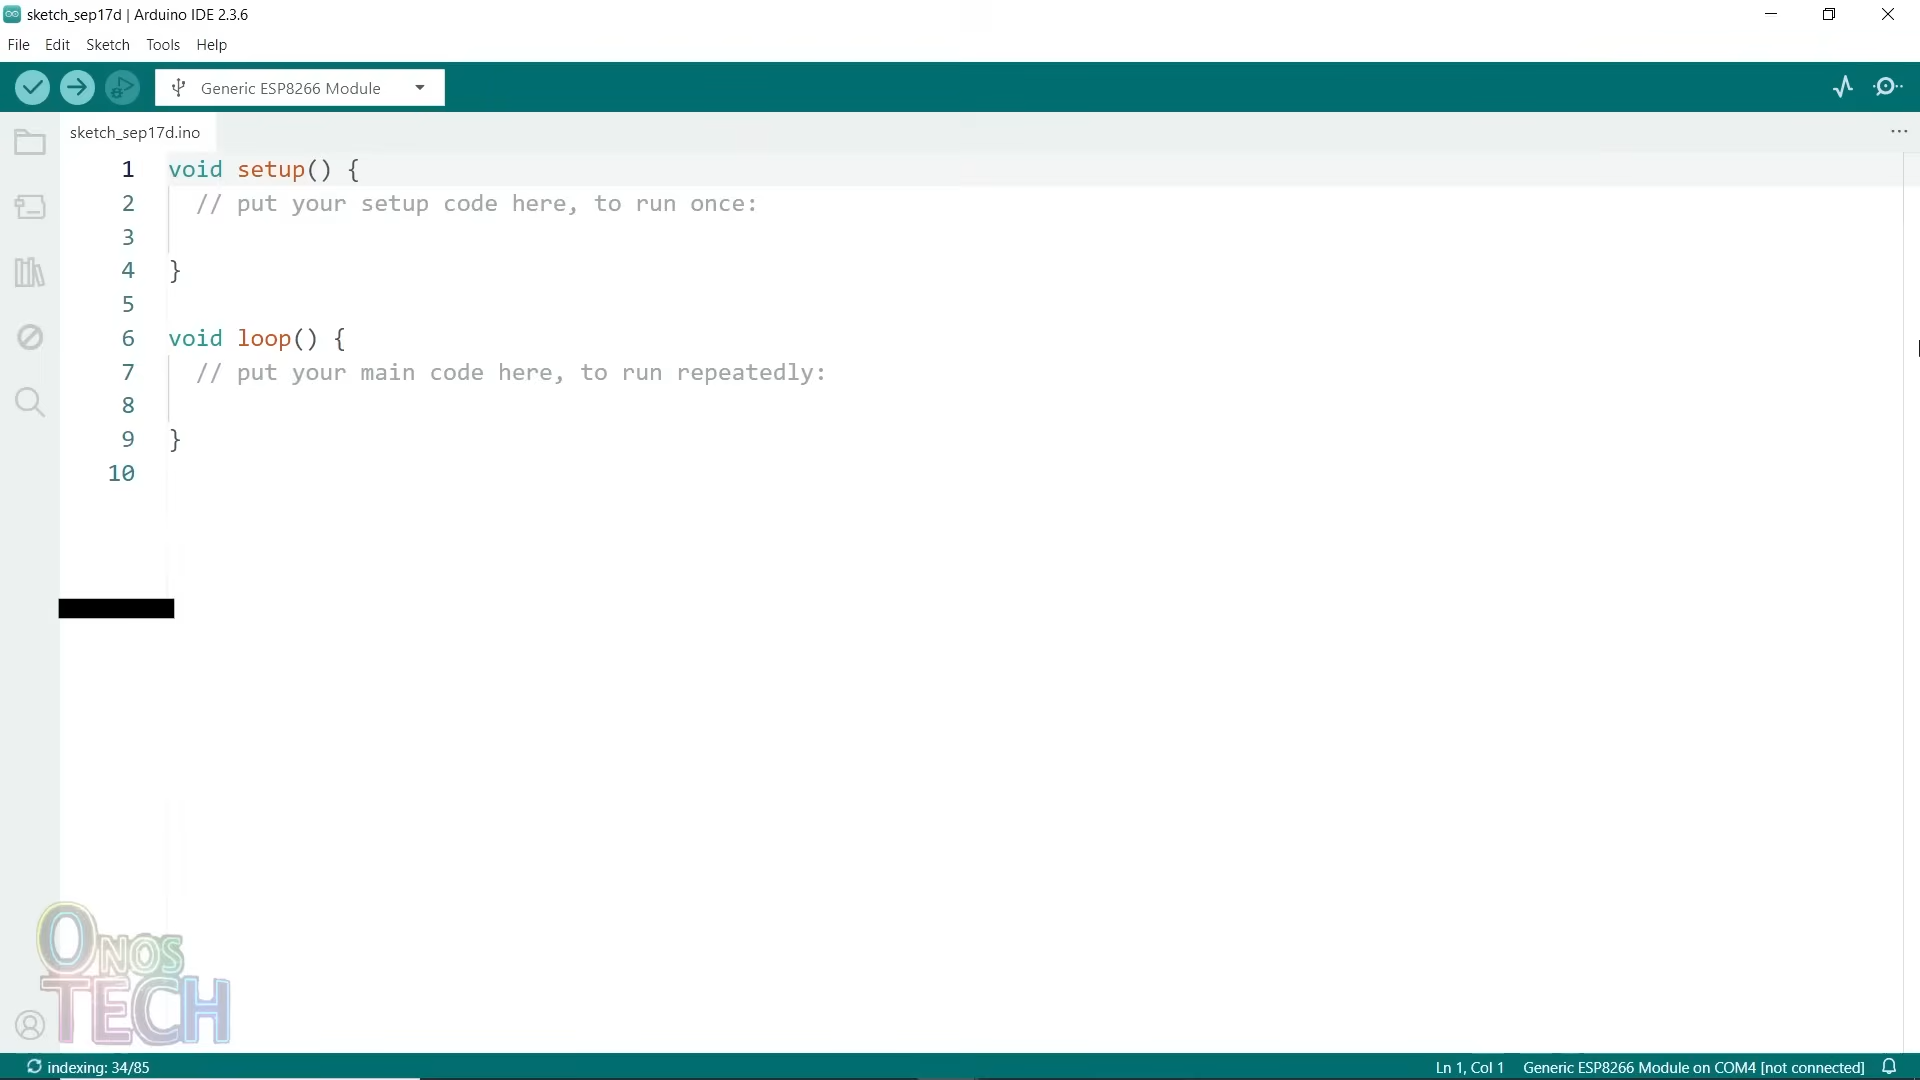 sketch_sep17d | Arduino IDE 2.3.6
File Edit Sketch Tools Help
Generic ESP8266 Module
sketch_sep17d.ino
1 void setup() {
2 // put your setup code here, to run once:
3
4 }
5
6 void loop() {
7 // put your main code here, to run repeatedly:
8
9 }
10
ONOS
TECH
indexing: 34/85 Ln 1, Col 1 Generic ESP8266 Module on COM4 [not connected]